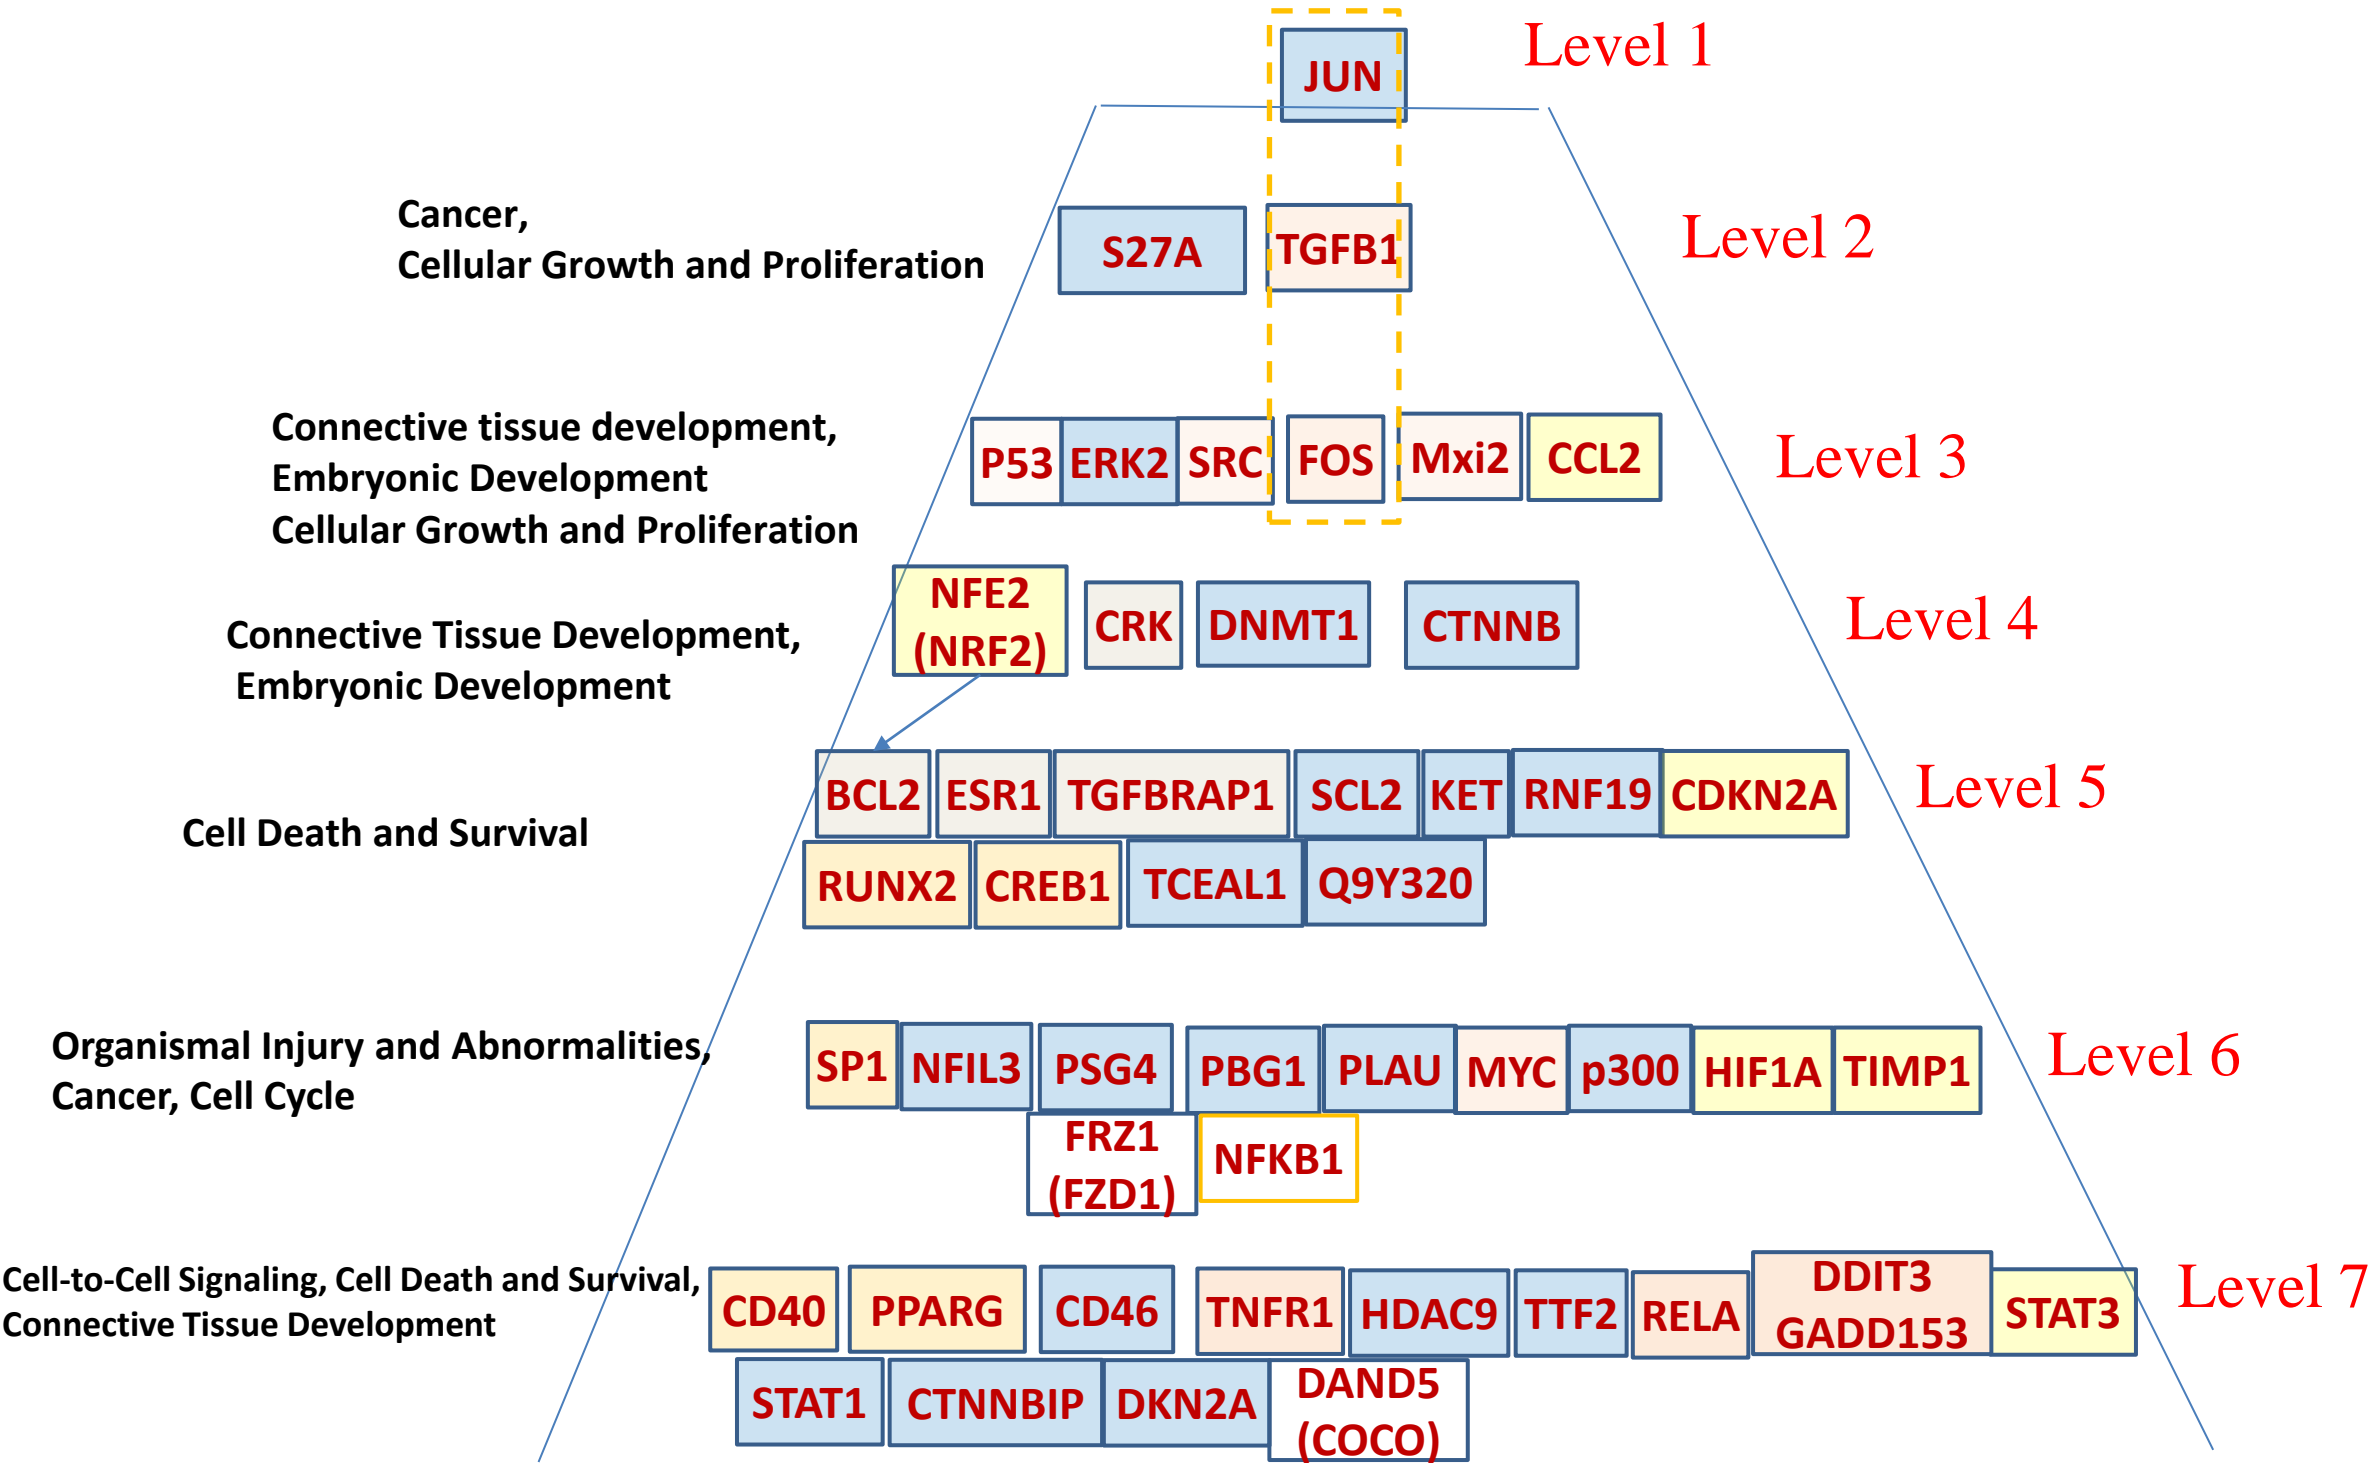 JUN
Level 1
Cancer,
Cellular Growth and Proliferation
S27A
TGFB1
Level 2
Connective tissue development,
Embryonic Development
Cellular Growth and Proliferation
P53
ERK2
SRC
FOS
Mxi2
CCL2
Level 3
Connective Tissue Development,
Embryonic Development
NFE2
(NRF2)
CRK
DNMT1
CTNNB
Level 4
Cell Death and Survival
BCL2
ESR1
TGFBRAP1
SCL2
KET
RNF19
CDKN2A
Level 5
RUNX2
CREB1
TCEAL1
Q9Y320
Organismal Injury and Abnormalities,
Cancer, Cell Cycle
SP1
NFIL3
PSG4
PBG1
PLAU
MYC
p300
HIF1A
TIMP1
Level 6
FRZ1
(FZD1)
NFKB1
Cell-to-Cell Signaling, Cell Death and Survival,
Connective Tissue Development
CD40
PPARG
CD46
TNFR1
HDAC9
TTF2
RELA
DDIT3
GADD153
STAT3
Level 7
STAT1
CTNNBIP
DKN2A
DAND5
(COCO)